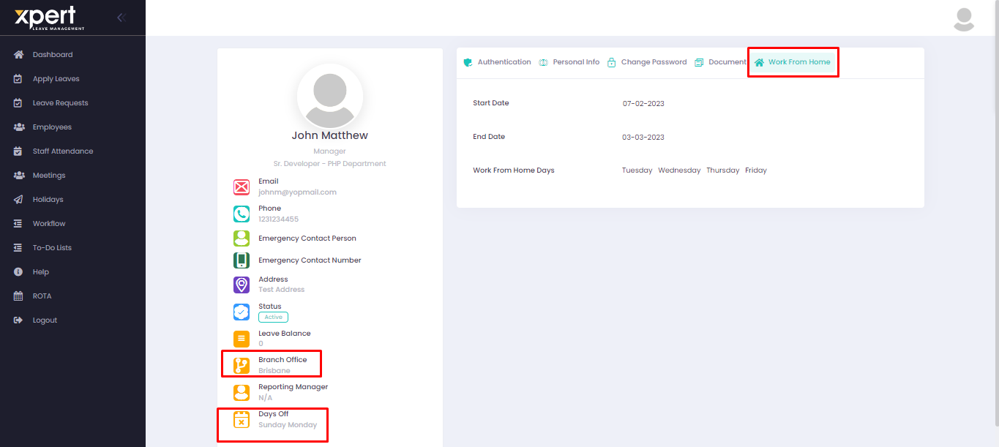 xpert
LEAVE MANAGEMENT
Dashboard
Apply Leaves
Leave Requests
Employees
Staff Attendance
Meetings
Holidays
Workflow
To-Do Lists
Help
ROTA
Logout
John Matthew
Manager
Sr. Developer - PHP Department
Email
johnm@yopmail.com
Phone
1231234455
Emergency Contact Person
Emergency Contact Number
Address
Test Address
Status
Active
Leave Balance
0
Branch Office
Brisbane
Reporting Manager
N/A
Days Off
Sunday Monday
Authentication Personal Info Change Password Document Work From Home
Start Date 07-02-2023
End Date 03-03-2023
Work From Home Days Tuesday Wednesday Thursday Friday